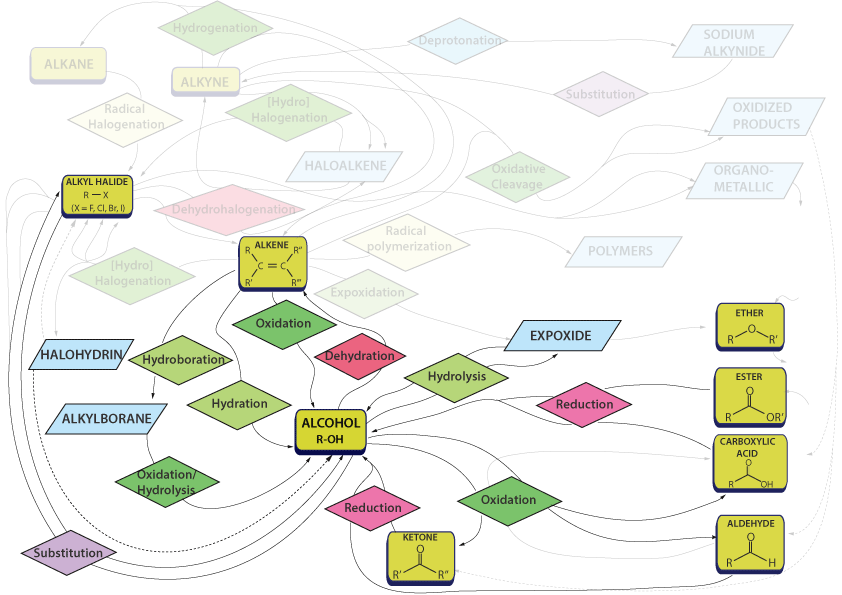 Hydrogenation
SODIUM
ALKYNIDE
Deprotonation
ALKANE
ALKYNE
Substitution
Radical
Halogenation
[Hydro]
Halogenation
OXIDIZED
PRODUCTS
HALOALKENE
Oxidative
Cleavage
ORGANO-
METALLIC
ALKYL HALIDE
R — X
(X = F, Cl, Br, I)
Dehydrohalogenation
Radical
polymerization
POLYMERS
ALKENE
R R''
C = C
R' R'''
[Hydro]
Halogenation
Expoxidation
Oxidation
EXPOXIDE
ETHER
O
R R'
HALOHYDRIN
Hydroboration
Dehydration
Hydrolysis
ESTER
O
R OR'
ALKYLBORANE
Hydration
Reduction
ALCOHOL
R-OH
CARBOXYLIC
ACID
O
R OH
Oxidation/
Hydrolysis
Reduction
Oxidation
ALDEHYDE
O
R H
KETONE
O
R' R''
Substitution